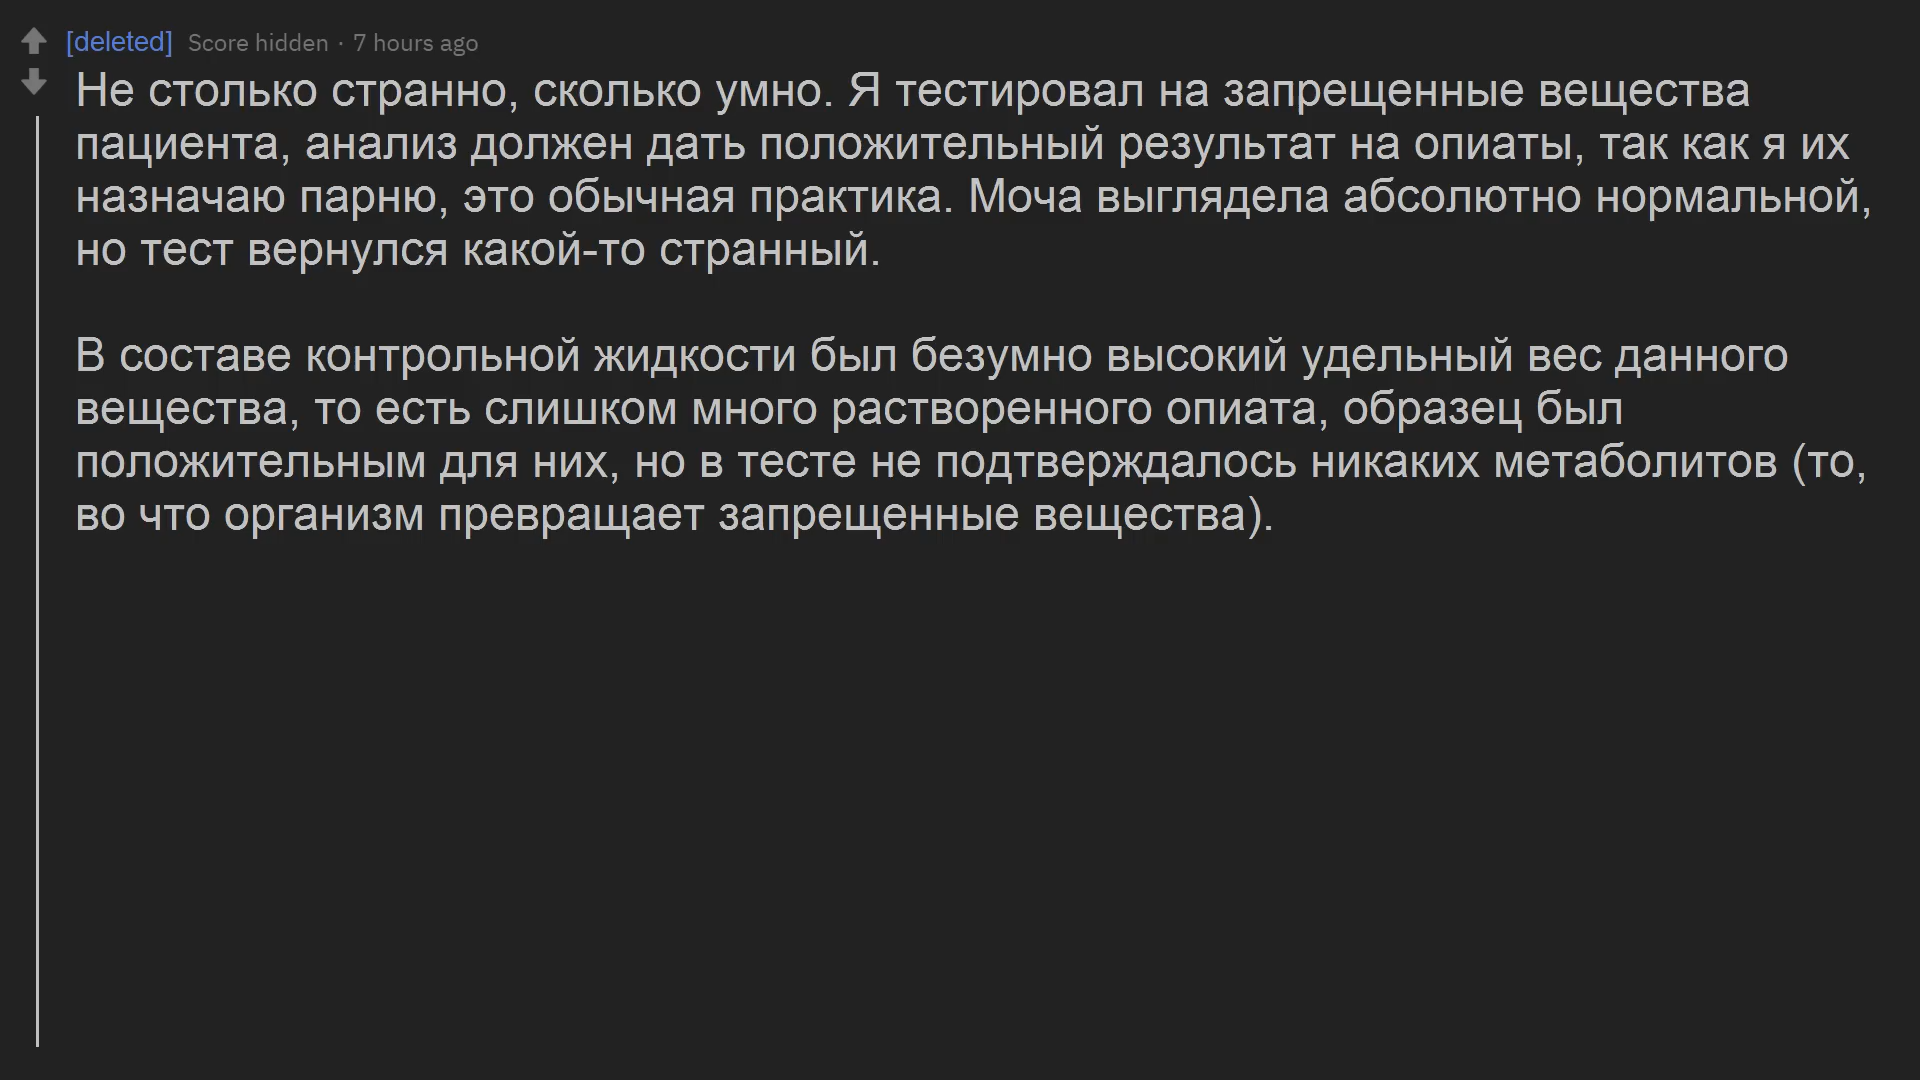 [deleted] Score hidden · 7 hours ago
Не столько странно, сколько умно. Я тестировал на запрещенные вещества
пациента, анализ должен дать положительный результат на опиаты, так как я их
назначаю парню, это обычная практика. Моча выглядела абсолютно нормальной,
но тест вернулся какой-то странный.
В составе контрольной жидкости был безумно высокий удельный вес данного
вещества, то есть слишком много растворенного опиата, образец был
положительным для них, но в тесте не подтверждалось никаких метаболитов (то,
во что организм превращает запрещенные вещества).